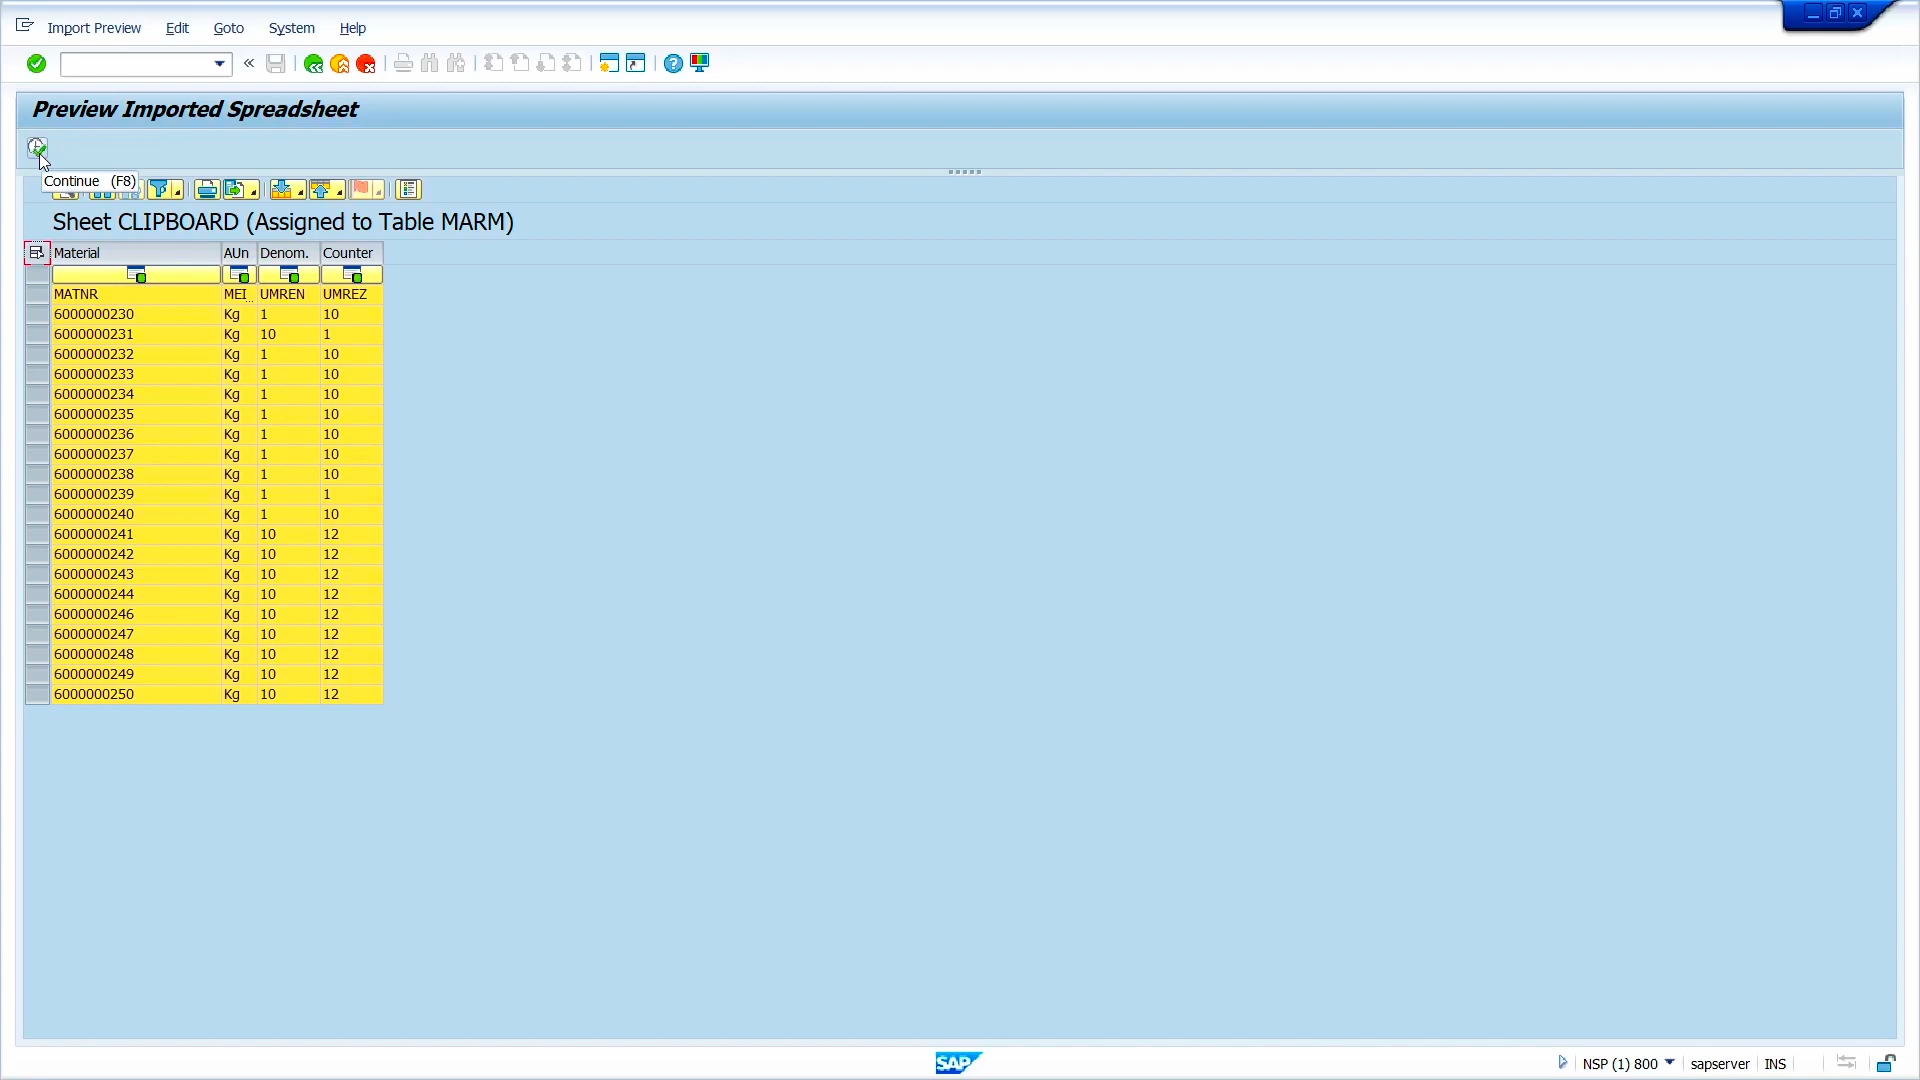 Import Preview Edit Goto System Help
Preview Imported Spreadsheet
Continue (F8)
Sheet CLIPBOARD (Assigned to Table MARM)
Material AUn Denom. Counter
MATNR MEI.. UMREN UMREZ
6000000230 Kg 1 10
6000000231 Kg 10 1
6000000232 Kg 1 10
6000000233 Kg 1 10
6000000234 Kg 1 10
6000000235 Kg 1 10
6000000236 Kg 1 10
6000000237 Kg 1 10
6000000238 Kg 1 10
6000000239 Kg 1 1
6000000240 Kg 1 10
6000000241 Kg 10 12
6000000242 Kg 10 12
6000000243 Kg 10 12
6000000244 Kg 10 12
6000000246 Kg 10 12
6000000247 Kg 10 12
6000000248 Kg 10 12
6000000249 Kg 10 12
6000000250 Kg 10 12
SAP NSP (1) 800 sapserver INS